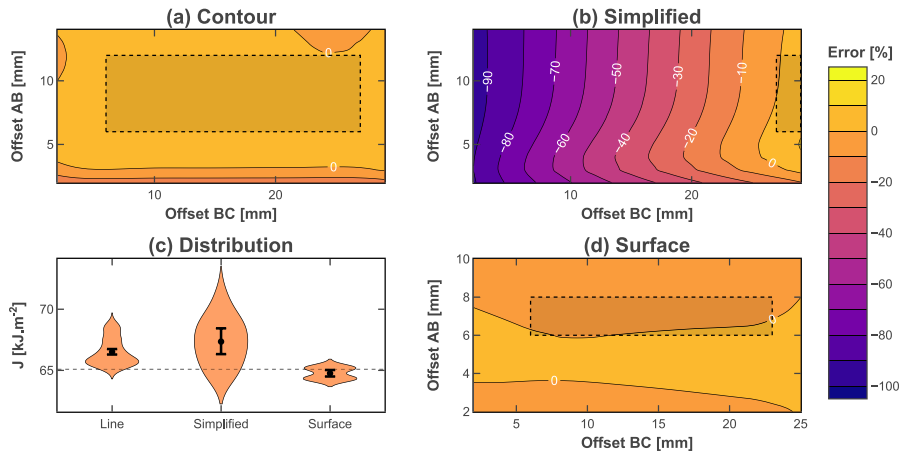 (a) Contour
Offset AB [mm]
10
5
0
0
10
20
Offset BC [mm]
(b) Simplified
Offset AB [mm]
10
5
−90
−80
−70
−60
−50
−40
−30
−20
−10
0
10
20
Offset BC [mm]
Error [%]
20
0
−20
−40
−60
−80
−100
(c) Distribution
J [kJ.m-2]
70
65
Line
Simplified
Surface
(d) Surface
Offset AB [mm]
10
8
6
4
2
0
0
5
10
15
20
25
Offset BC [mm]